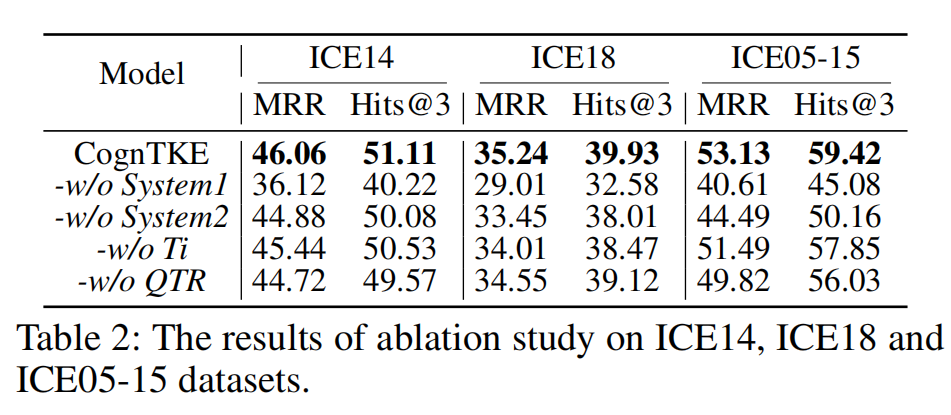 Model ICE14 ICE18 ICE05-15
MRR Hits@3 MRR Hits@3 MRR Hits@3
CognTKE 46.06 51.11 35.24 39.93 53.13 59.42
-w/o System1 36.12 40.22 29.01 32.58 40.61 45.08
-w/o System2 44.88 50.08 33.45 38.01 44.49 50.16
-w/o Ti 45.44 50.53 34.01 38.47 51.49 57.85
-w/o QTR 44.72 49.57 34.55 39.12 49.82 56.03
Table 2: The results of ablation study on ICE14, ICE18 and
ICE05-15 datasets.